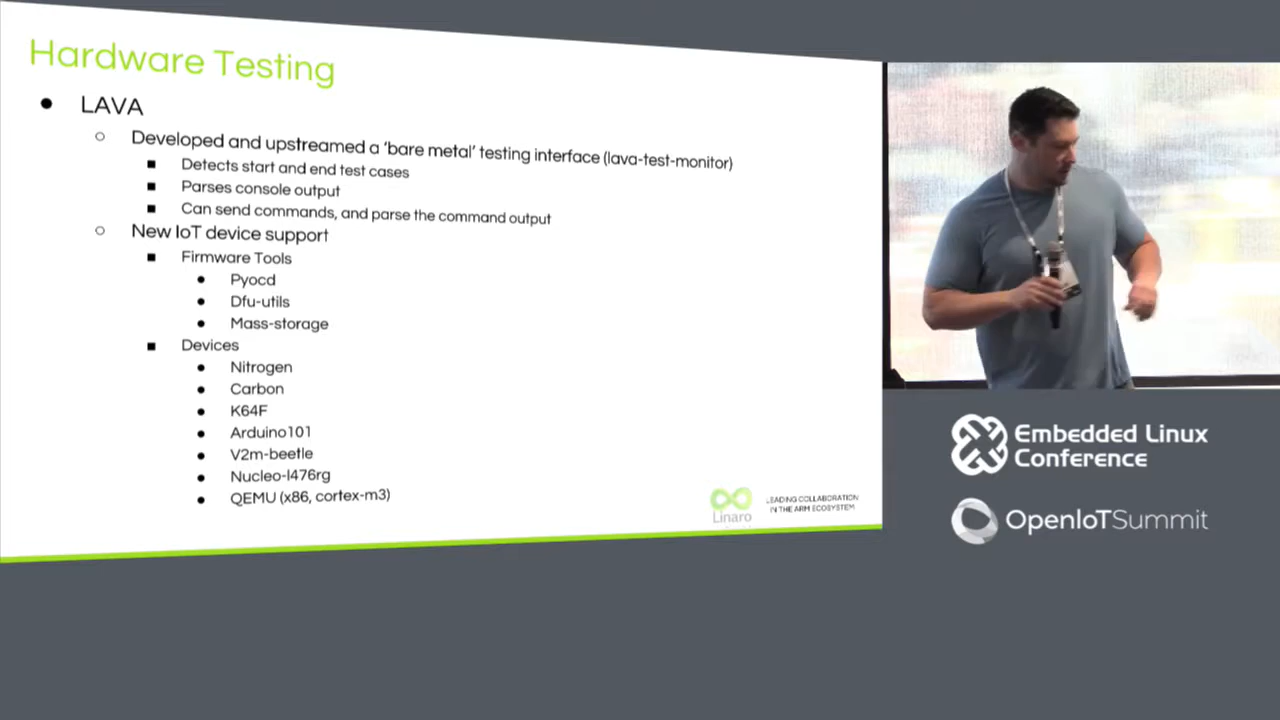 Hardware Testing
● LAVA
○ Developed and upstreamed a ‘bare metal’ testing interface (lava-test-monitor)
■ Detects start and end test cases
■ Parses console output
■ Can send commands, and parse the command output
○ New IoT device support
■ Firmware Tools
● Pyocd
● Dfu-utils
● Mass-storage
■ Devices
● Nitrogen
● Carbon
● K64F
● Arduino101
● V2m-beetle
● Nucleo-l476rg
● QEMU (x86, cortex-m3)
Linaro
LEADING COLLABORATION
IN THE ARM ECOSYSTEM
Embedded Linux
Conference
OpenIoTSummit